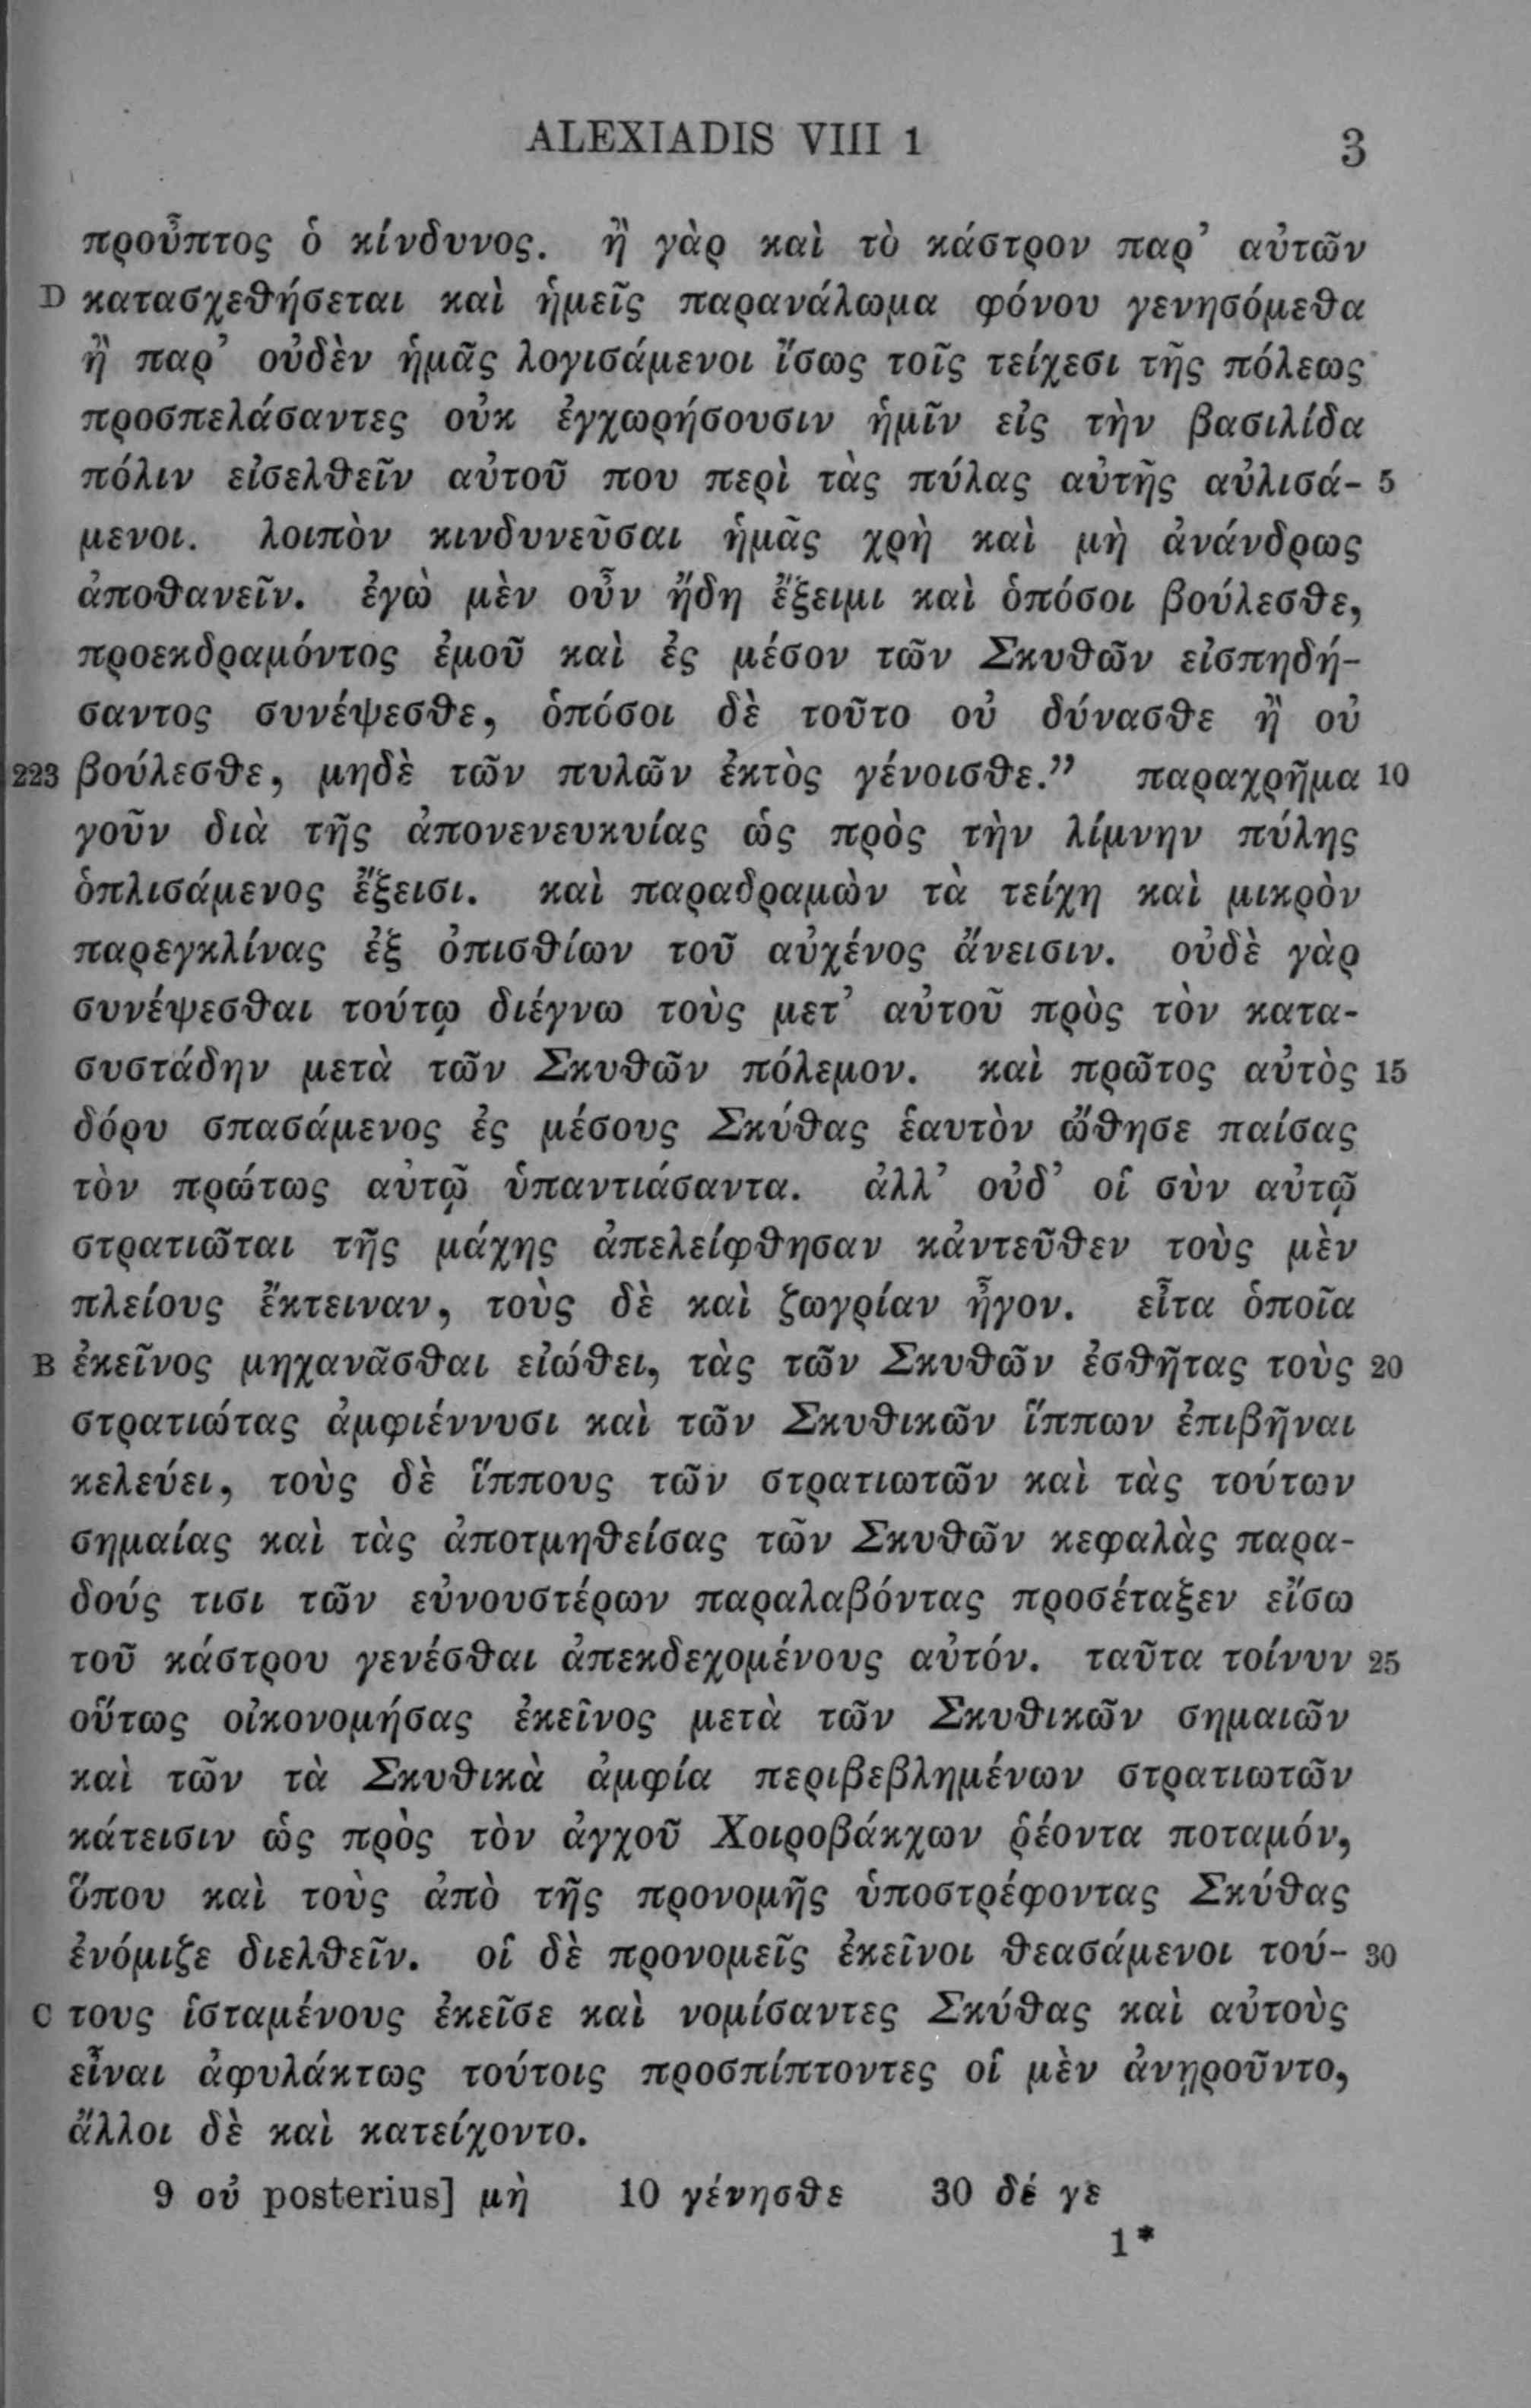 ALEXIADIS VIII 1 3
προὖπτος ὁ κίνδυνος. ἢ γὰρ καὶ τὸ κάστρον παρ’ αὐτῶν
D κατασχεθήσεται καὶ ἡμεῖς παρανάλωμα φόνου γενησόμεθα
ἢ παρ’ οὐδὲν ἡμᾶς λογισάμενοι ἴσως τοῖς τείχεσι τῆς πόλεως
προσπελάσαντες οὐκ ἐγχωρήσουσιν ἡμῖν εἰς τὴν βασιλίδα
πόλιν εἰσελθεῖν αὐτοῦ που περὶ τὰς πύλας αὐτῆς αὐλισά- 5
μενοι. λοιπὸν κινδυνεῦσαι ἡμᾶς χρὴ καὶ μὴ ἀνάνδρως
ἀποθανεῖν. ἐγὼ μὲν οὖν ἤδη ἔξειμι καὶ ὁπόσοι βούλεσθε,
προεκδραμόντος ἐμοῦ καὶ ἐς μέσον τῶν Σκυθῶν εἰσπηδή-
σαντος συνέψεσθε, ὁπόσοι δὲ τοῦτο οὐ δύνασθε ἢ οὐ
223 βούλεσθε, μηδὲ τῶν πυλῶν ἐκτὸς γένοισθε.” παραχρῆμα 10
γοῦν διὰ τῆς ἀπονενευκυίας ὡς πρὸς τὴν λίμνην πύλης
ὁπλισάμενος ἔξεισι. καὶ παραδραμὼν τὰ τείχη καὶ μικρὸν
παρεγκλίνας ἐξ ὀπισθίων τοῦ αὐχένος ἄνεισιν. οὐδὲ γὰρ
συνέψεσθαι τούτῳ διέγνω τοὺς μετ’ αὐτοῦ πρὸς τὸν κατα-
συστάδην μετὰ τῶν Σκυθῶν πόλεμον. καὶ πρῶτος αὐτὸς 15
δόρυ σπασάμενος ἐς μέσους Σκύθας ἑαυτὸν ὤθησε παίσας
τὸν πρώτως αὐτῷ ὑπαντιάσαντα. ἀλλ’ οὐδ’ οἱ σὺν αὐτῷ
στρατιῶται τῆς μάχης ἀπελείφθησαν κἀντεῦθεν τοὺς μὲν
πλείους ἔκτειναν, τοὺς δὲ καὶ ζωγρίαν ἦγον. εἶτα ὁποῖα
B ἐκεῖνος μηχανᾶσθαι εἰώθει, τὰς τῶν Σκυθῶν ἐσθῆτας τοὺς 20
στρατιώτας ἀμφιέννυσι καὶ τῶν Σκυθικῶν ἵππων ἐπιβῆναι
κελεύει, τοὺς δὲ ἵππους τῶν στρατιωτῶν καὶ τὰς τούτων
σημαίας καὶ τὰς ἀποτμηθείσας τῶν Σκυθῶν κεφαλὰς παρα-
δούς τισι τῶν εὐνουστέρων παραλαβόντας προσέταξεν εἴσω
τοῦ κάστρου γενέσθαι ἀπεκδεχομένους αὐτόν. ταῦτα τοίνυν 25
οὕτως οἰκονομήσας ἐκεῖνος μετὰ τῶν Σκυθικῶν σημαιῶν
καὶ τῶν τὰ Σκυθικὰ ἀμφία περιβεβλημένων στρατιωτῶν
κάτεισιν ὡς πρὸς τὸν ἀγχοῦ Χοιροβάκχων ῥέοντα ποταμόν,
ὅπου καὶ τοὺς ἀπὸ τῆς προνομῆς ὑποστρέφοντας Σκύθας
ἐνόμιζε διελθεῖν. οἱ δὲ προνομεῖς ἐκεῖνοι θεασάμενοι τού- 30
C τους ἱσταμένους ἐκεῖσε καὶ νομίσαντες Σκύθας καὶ αὐτοὺς
εἶναι ἀφυλάκτως τούτοις προσπίπτοντες οἱ μὲν ἀνῃροῦντο,
ἄλλοι δὲ καὶ κατείχοντο.
9 οὐ posterius] μὴ 10 γένησθε 30 δέ γε
1*